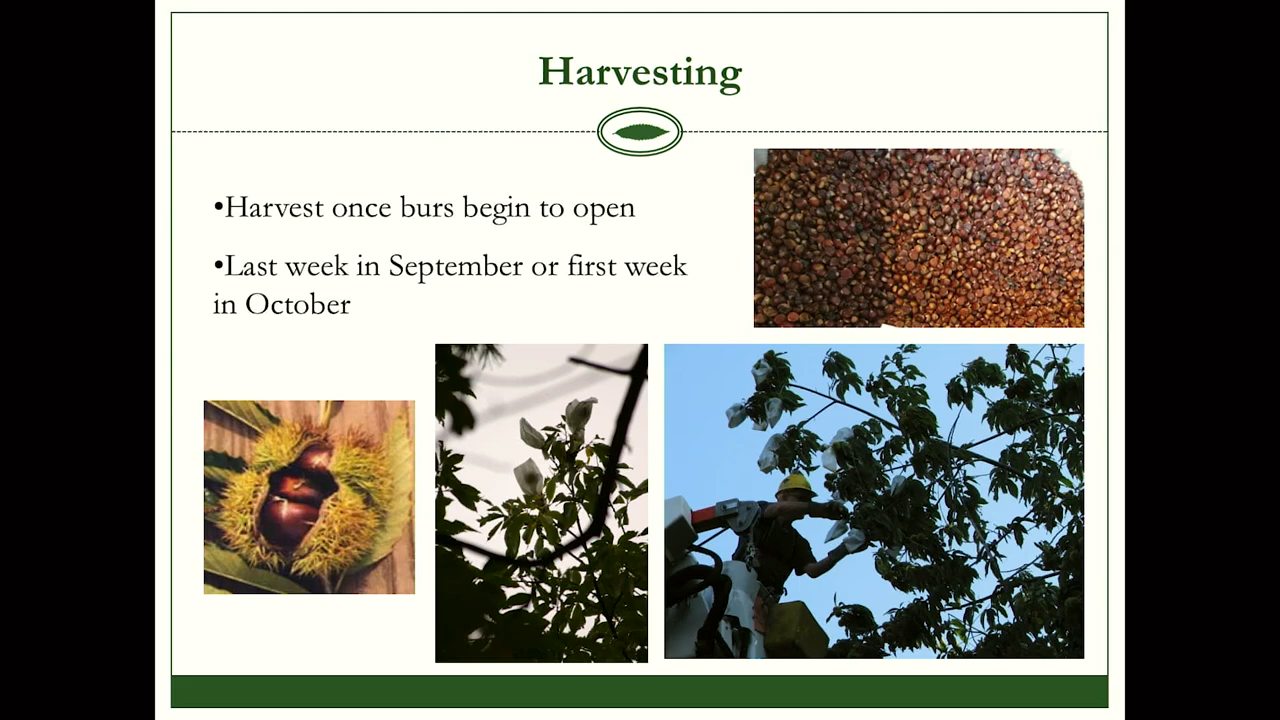 Harvesting
•Harvest once burs begin to open
•Last week in September or first week
in October